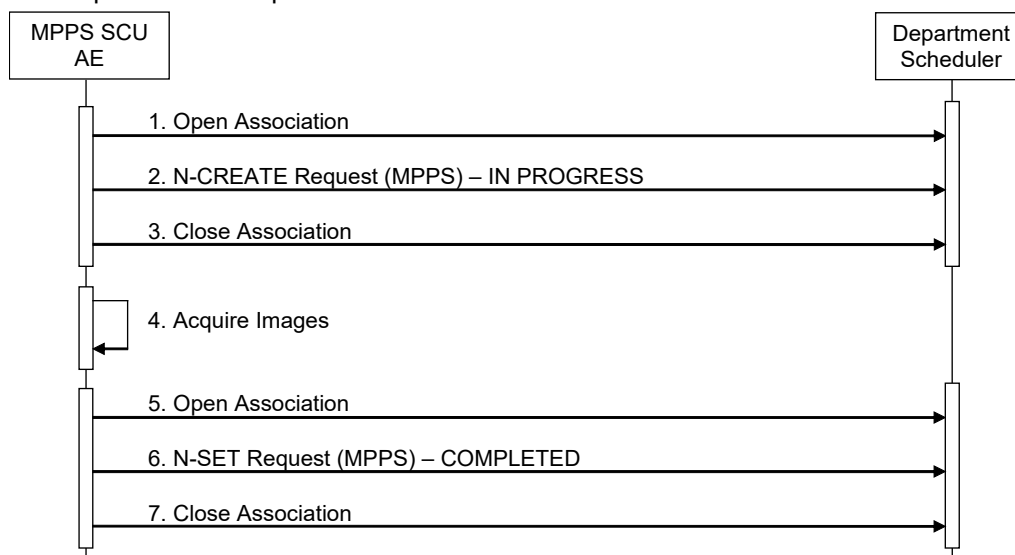 MPPS SCU
AE
Department
Scheduler
1. Open Association
2. N-CREATE Request (MPPS) – IN PROGRESS
3. Close Association
4. Acquire Images
5. Open Association
6. N-SET Request (MPPS) – COMPLETED
7. Close Association